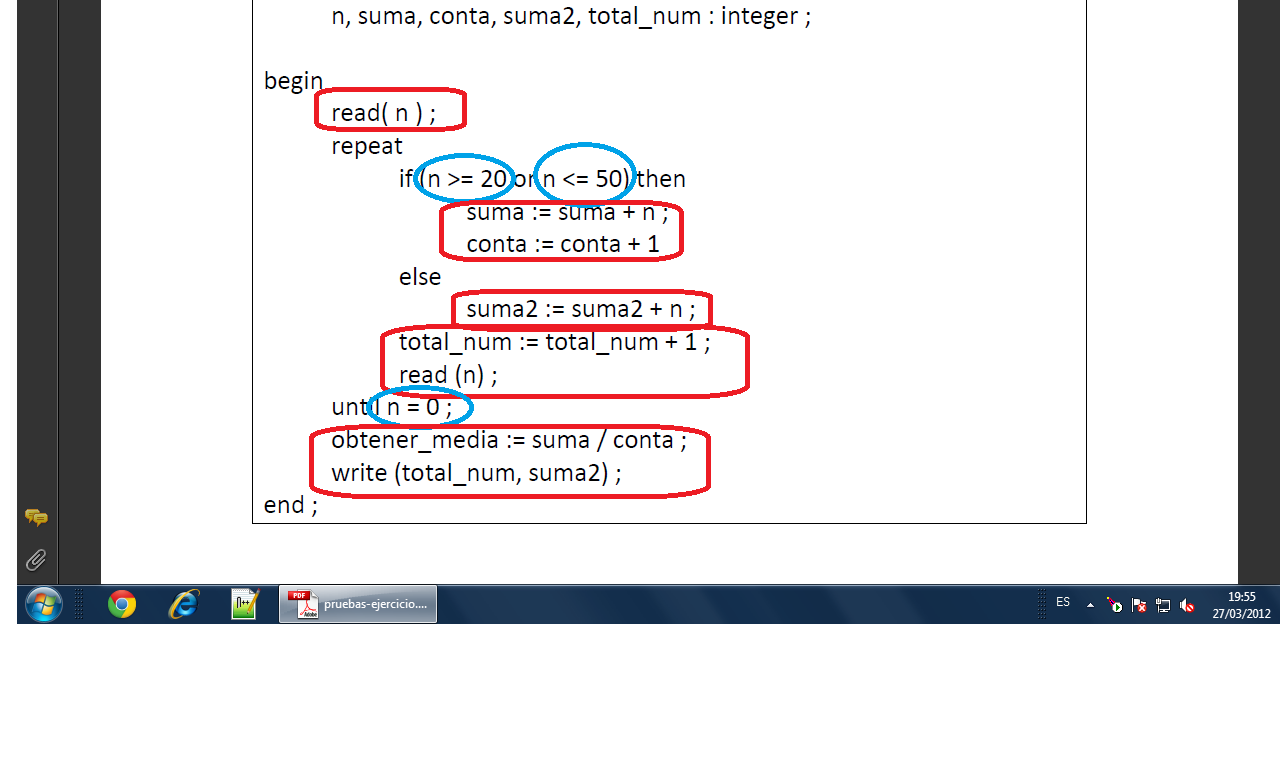 n, suma, conta, suma2, total_num : integer ;
begin
read( n ) ;
repeat
if (n >= 20 or n <= 50) then
suma := suma + n ;
conta := conta + 1
else
suma2 := suma2 + n ;
total_num := total_num + 1 ;
read (n) ;
until n = 0 ;
obtener_media := suma / conta ;
write (total_num, suma2) ;
end ;
PDF
Adobe
pruebas-ejercicio....
ES
19:55
27/03/2012